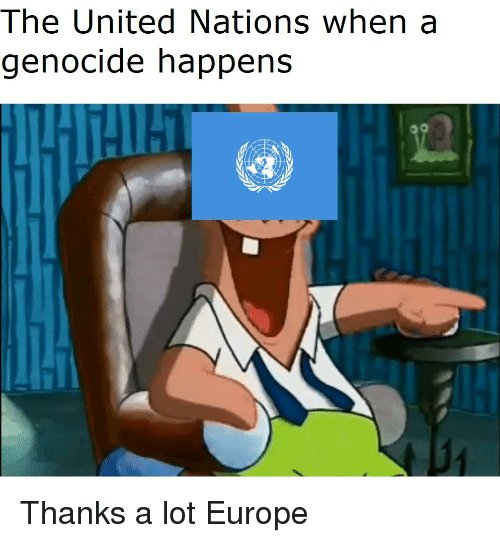 The United Nations when a
genocide happens
Thanks a lot Europe